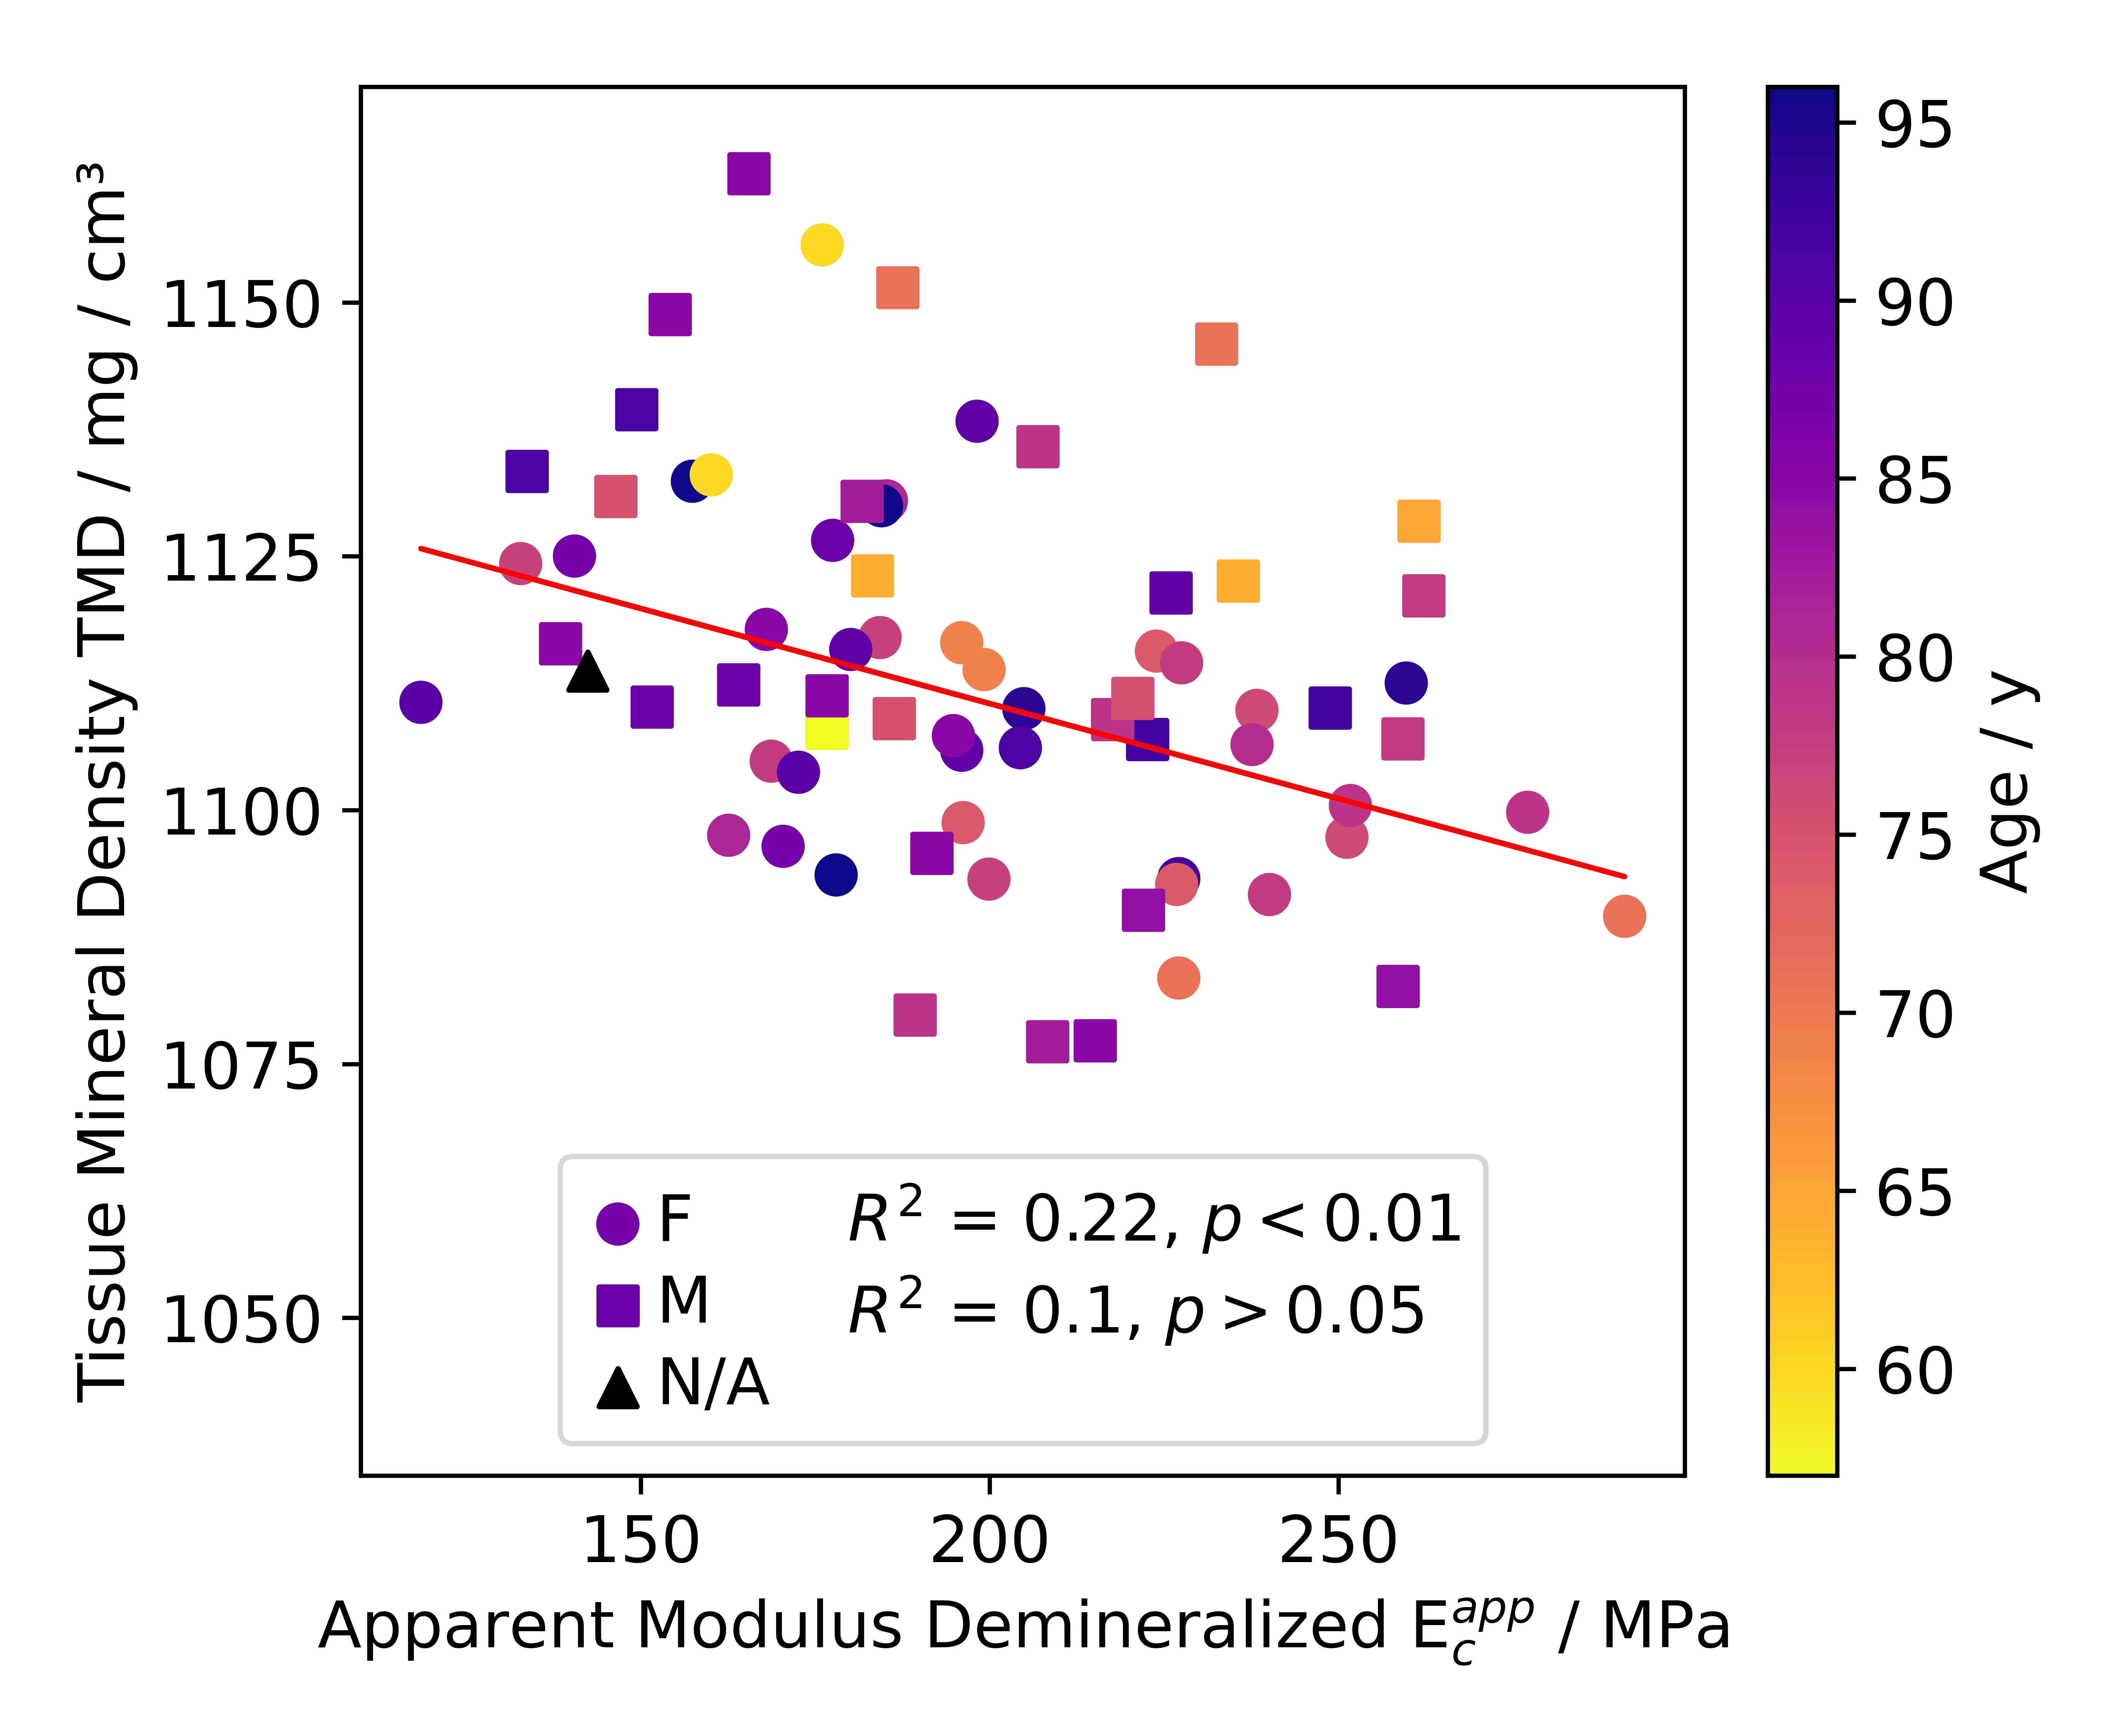 Tissue Mineral Density TMD / mg / cm³
1150
1125
1100
1075
1050
F R² = 0.22, p < 0.01
M R² = 0.1, p > 0.05
N/A
150 200 250
Apparent Modulus Demineralized E_c^app / MPa
95
90
85
80
75
70
65
60
Age / y